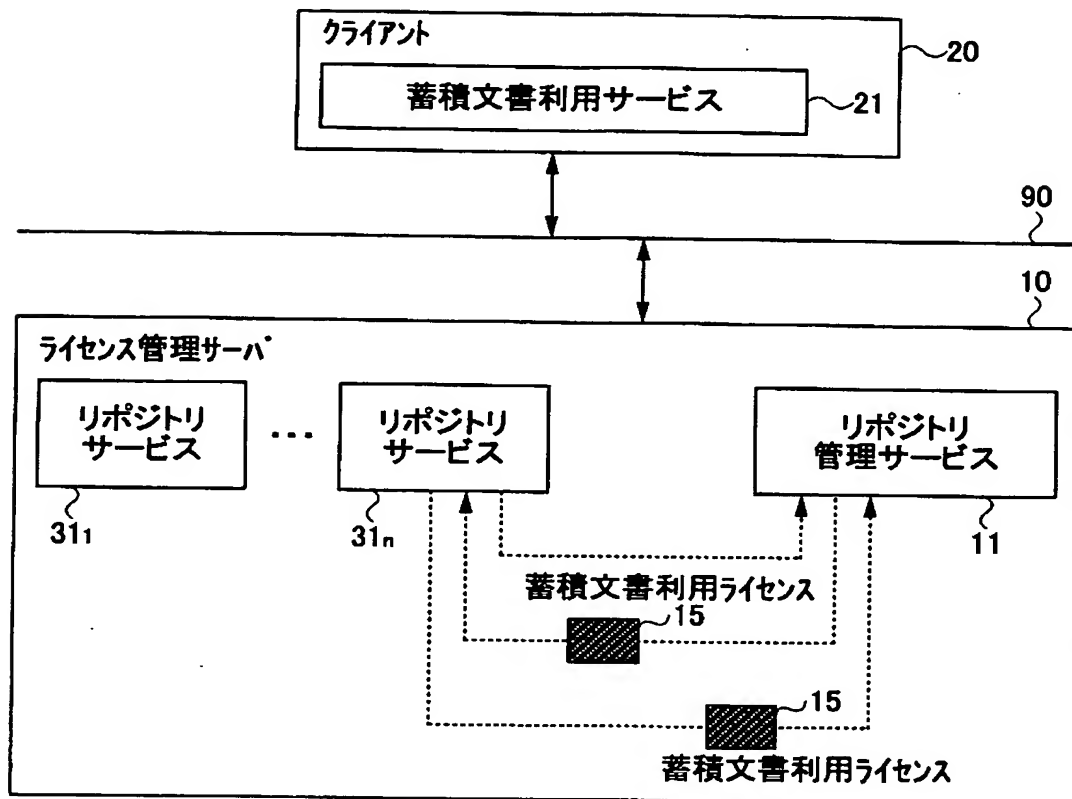 クライアント
20
蓄積文書利用サービス
21
90
10
ライセンス管理サーバ
リポジトリ
サービス
...
リポジトリ
サービス
リポジトリ
管理サービス
31₁
31ₙ
11
蓄積文書利用ライセンス
15
15
蓄積文書利用ライセンス